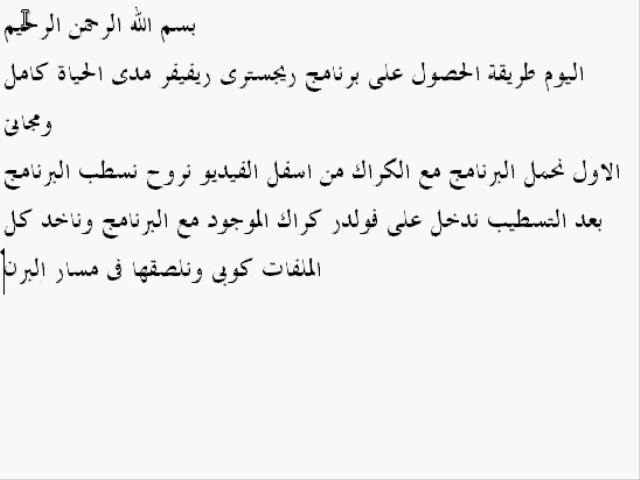 بسم الله الرحمن الرحيم
اليوم طريقة الحصول على برنامج ريجسترى ريفيفر مدى الحياة كامل
ومجانى
الاول نحمل البرنامج مع الكراك من اسفل الفيديو نروح نسطب البرنامج
بعد التسطيب ندخل على فولدر كراك الموجود مع البرنامج وناخد كل
الملفات كوبى ونلصقها فى مسار البرن